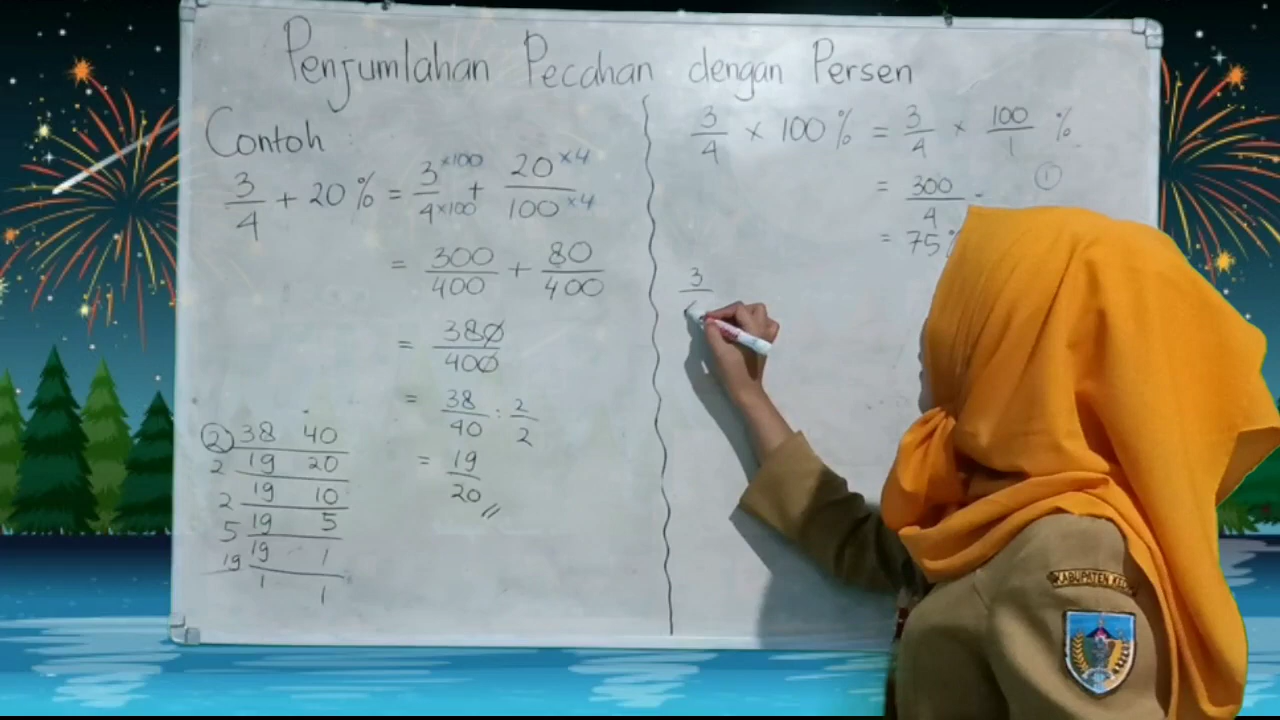 Penjumlahan Pecahan dengan Persen
Contoh :
3/4 + 20 % = 3 ×100 / 4 ×100 + 20 ×4 / 100 ×4
= 300/400 + 80/400
= 380/400
= 38/40 : 2/2
= 19/20 //
2 38 40
2 19 20
2 19 10
5 19 5
19 19 1
1 1
3/4 × 100 % = 3/4 × 100/1 %
= 300/4 1
= 75 %
3
KABUPATEN